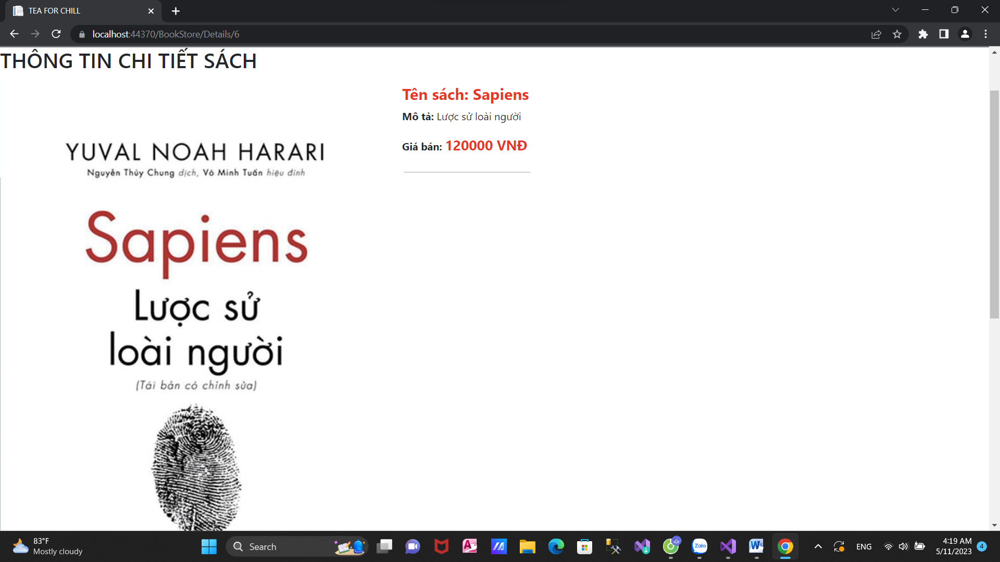 TEA FOR CHILL
localhost:44370/BookStore/Details/6
THÔNG TIN CHI TIẾT SÁCH
Tên sách: Sapiens
Mô tả: Lược sử loài người
Giá bán: 120000 VNĐ
YUVAL NOAH HARARI
Nguyễn Thủy Chung dịch, Võ Minh Tuấn hiệu đính
Sapiens
Lược sử
loài người
(Tái bản có chỉnh sửa)
83°F
Mostly cloudy
Search
Zalo
ENG
4:19 AM
5/11/2023
4